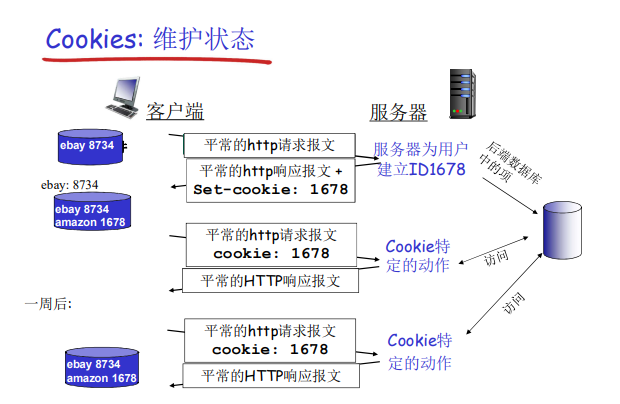 Cookies: 维护状态
客户端
服务器
ebay 8734
平常的http请求报文
服务器为用户
建立ID1678
后端数据库
中的项
平常的http响应报文 +
Set-cookie: 1678
ebay: 8734
ebay 8734
amazon 1678
平常的http请求报文
cookie: 1678
Cookie特
定的动作
访问
平常的HTTP响应报文
一周后:
访问
平常的http请求报文
cookie: 1678
Cookie特
定的动作
ebay 8734
amazon 1678
平常的HTTP响应报文